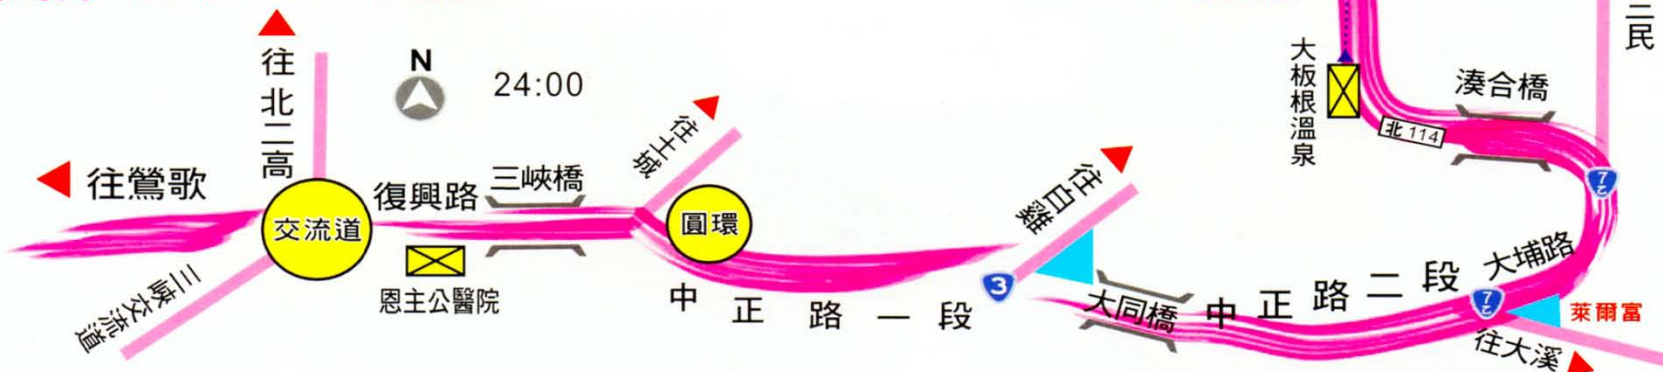 往北二高
N
24:00
往鶯歌
交流道
三峽交流道
復興路
三峽橋
恩主公醫院
往土城
圓環
中正路一段
往白雞
3
大同橋
中正路二段
大埔路
7乙
萊爾富
往大溪
7乙
湊合橋
北114
大板根溫泉
三民